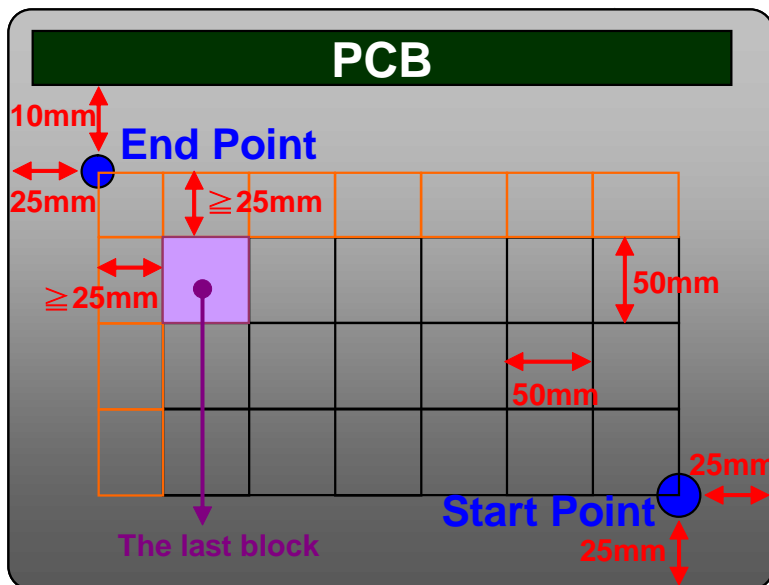 PCB
10mm
End Point
25mm
≧25mm
≧25mm
50mm
50mm
25mm
Start Point
25mm
The last block